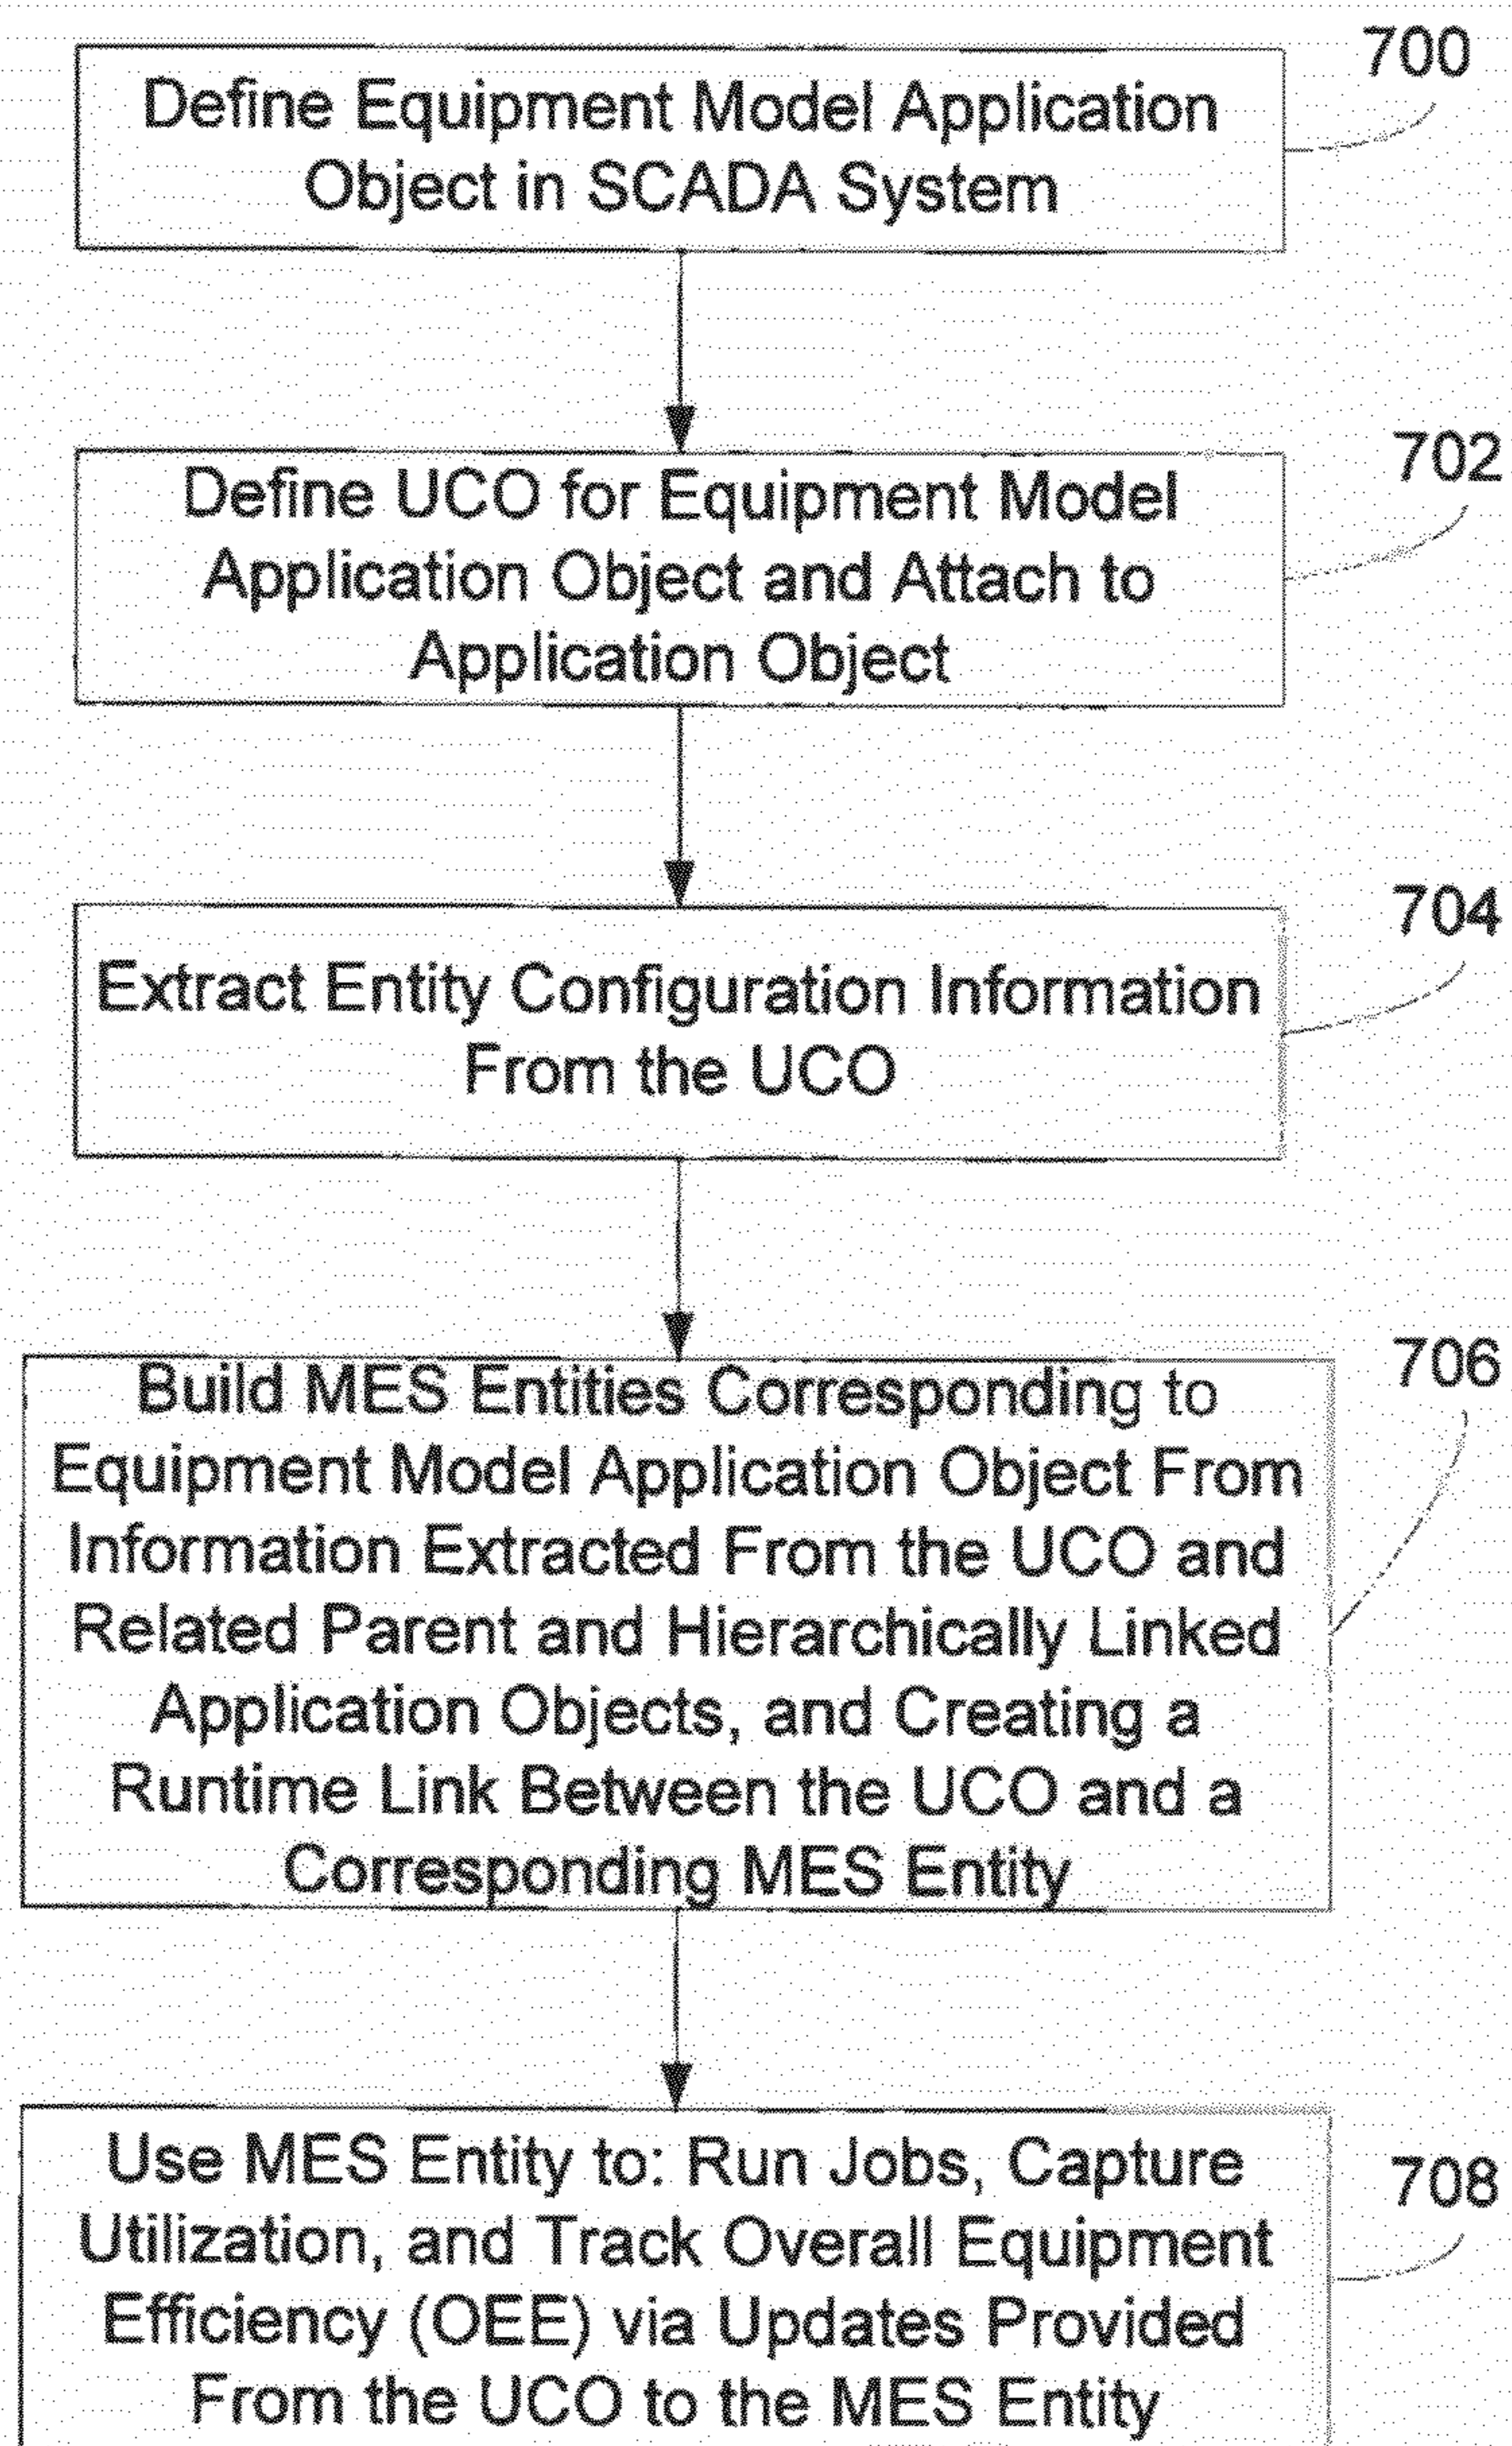 700
Define Equipment Model Application
Object in SCADA System
702
Define UCO for Equipment Model
Application Object and Attach to
Application Object
704
Extract Entity Configuration Information
From the UCO
706
Build MES Entities Corresponding to
Equipment Model Application Object From
Information Extracted From the UCO and
Related Parent and Hierarchically Linked
Application Objects, and Creating a
Runtime Link Between the UCO and a
Corresponding MES Entity
708
Use MES Entity to: Run Jobs, Capture
Utilization, and Track Overall Equipment
Efficiency (OEE) via Updates Provided
From the UCO to the MES Entity